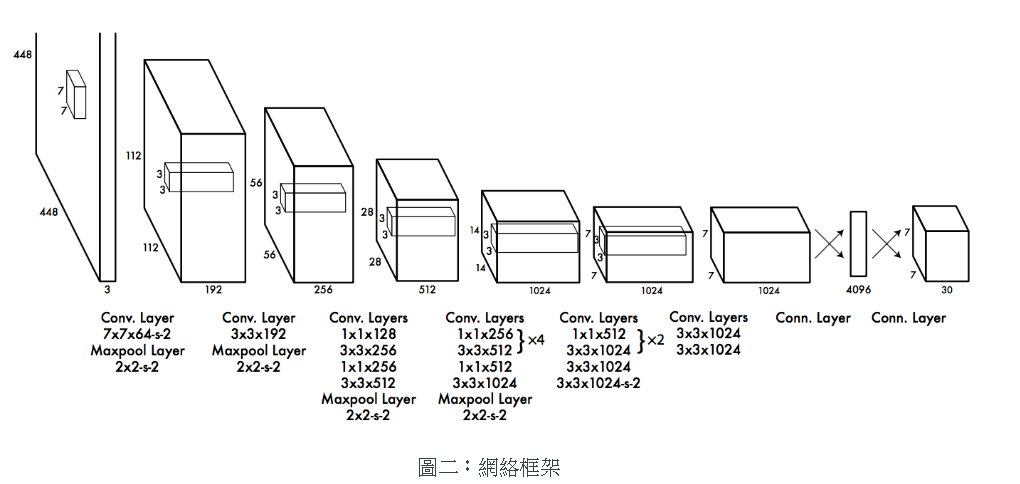 448
7
7
448
3
112
3
3
112
192
56
3
3
56
256
28
3
3
28
512
14
3
3
14
1024
7
3
3
7
1024
7
7
1024
4096
7
7
30
Conv. Layer
7x7x64-s-2
Maxpool Layer
2x2-s-2
Conv. Layer
3x3x192
Maxpool Layer
2x2-s-2
Conv. Layers
1x1x128
3x3x256
1x1x256
3x3x512
Maxpool Layer
2x2-s-2
Conv. Layers
1x1x256
3x3x512 }×4
1x1x512
3x3x1024
Maxpool Layer
2x2-s-2
Conv. Layers
1x1x512
3x3x1024 }×2
3x3x1024
3x3x1024-s-2
Conv. Layers
3x3x1024
3x3x1024
Conn. Layer
Conn. Layer
圖二：網絡框架